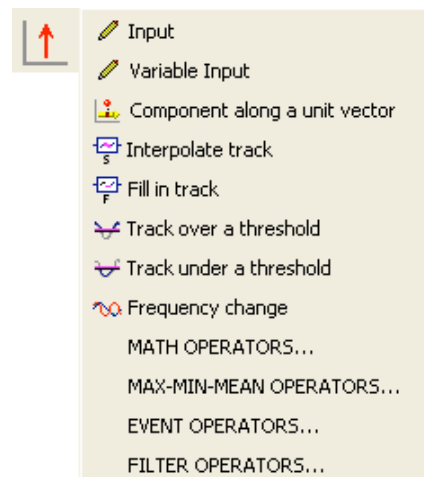 Input
Variable Input
Component along a unit vector
Interpolate track
Fill in track
Track over a threshold
Track under a threshold
Frequency change
MATH OPERATORS...
MAX-MIN-MEAN OPERATORS...
EVENT OPERATORS...
FILTER OPERATORS...